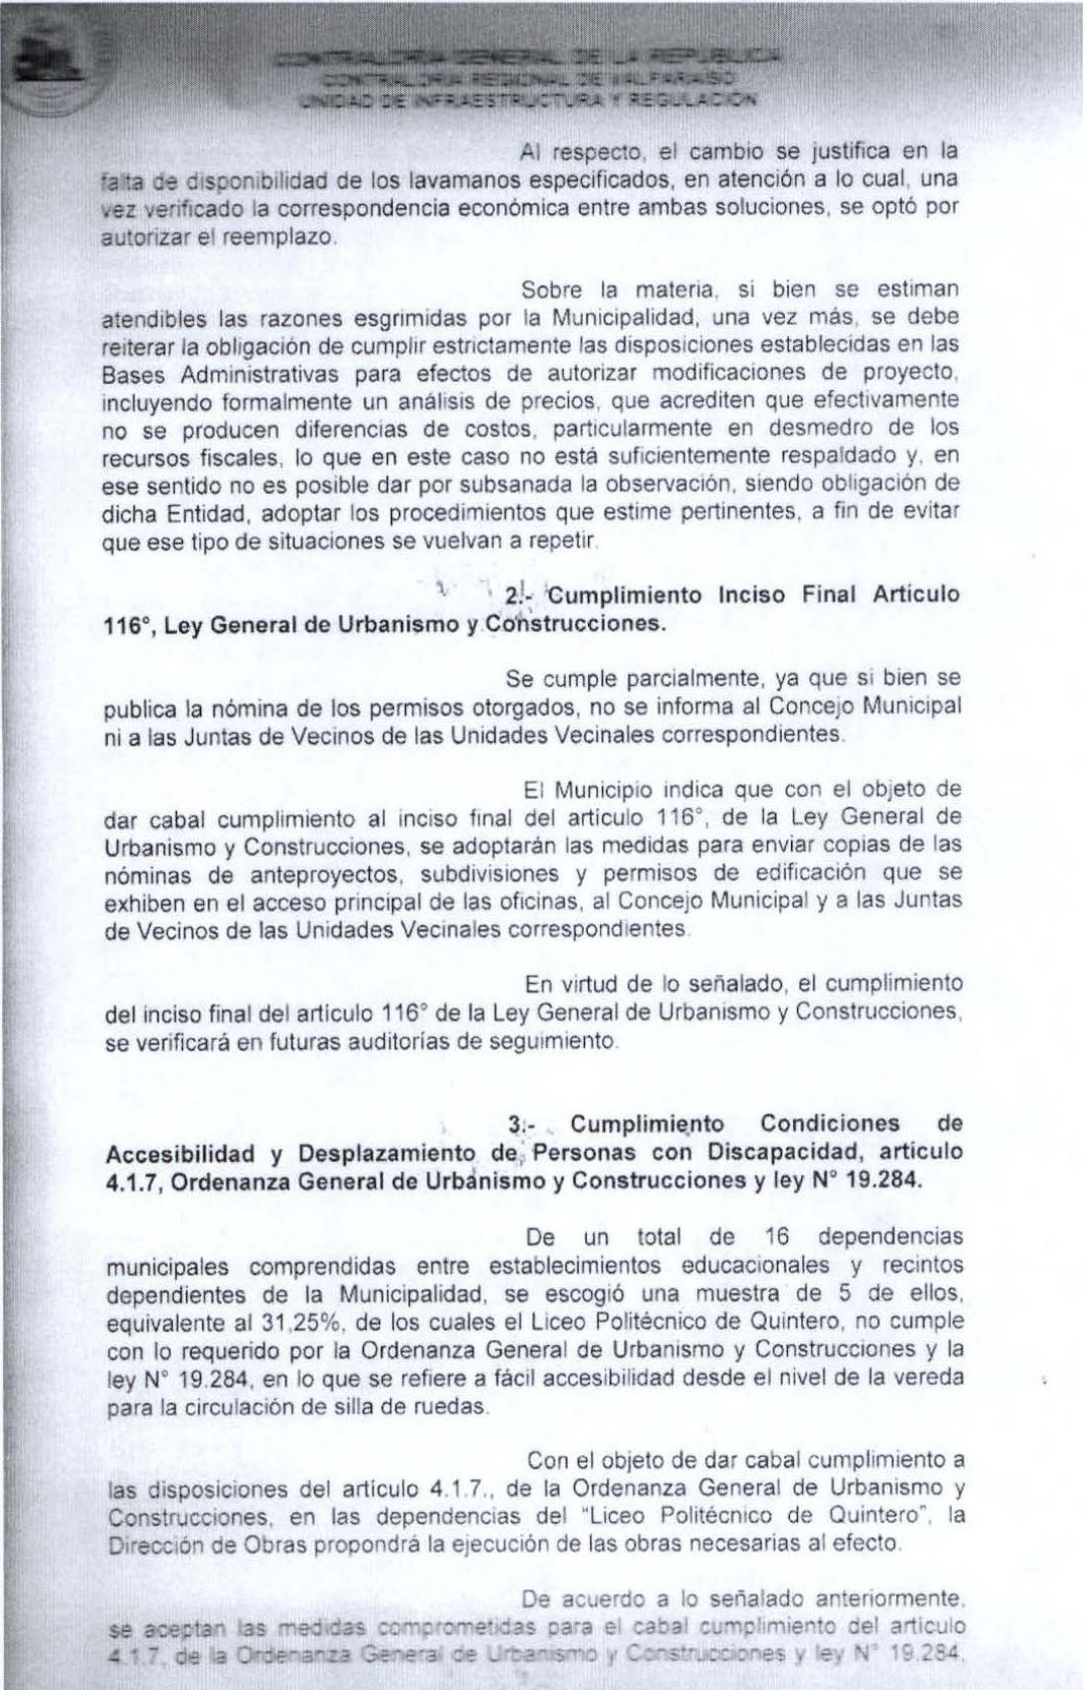 CONTRALORIA GENERAL DE LA REPUBLICA
CONTRALORIA REGIONAL DE VALPARAISO
UNIDAD DE INFRAESTRUCTURA Y REGULACION
Al respecto, el cambio se justifica en la
falta de disponibilidad de los lavamanos especificados, en atención a lo cual, una
vez verificado la correspondencia económica entre ambas soluciones, se optó por
autorizar el reemplazo.
Sobre la materia, si bien se estiman
atendibles las razones esgrimidas por la Municipalidad, una vez más, se debe
reiterar la obligación de cumplir estrictamente las disposiciones establecidas en las
Bases Administrativas para efectos de autorizar modificaciones de proyecto,
incluyendo formalmente un análisis de precios, que acrediten que efectivamente
no se producen diferencias de costos, particularmente en desmedro de los
recursos fiscales, lo que en este caso no está suficientemente respaldado y, en
ese sentido no es posible dar por subsanada la observación, siendo obligación de
dicha Entidad, adoptar los procedimientos que estime pertinentes, a fin de evitar
que ese tipo de situaciones se vuelvan a repetir.
2.- Cumplimiento Inciso Final Artículo
116°, Ley General de Urbanismo y Construcciones.
Se cumple parcialmente, ya que si bien se
publica la nómina de los permisos otorgados, no se informa al Concejo Municipal
ni a las Juntas de Vecinos de las Unidades Vecinales correspondientes.
El Municipio indica que con el objeto de
dar cabal cumplimiento al inciso final del artículo 116°, de la Ley General de
Urbanismo y Construcciones, se adoptarán las medidas para enviar copias de las
nóminas de anteproyectos, subdivisiones y permisos de edificación que se
exhiben en el acceso principal de las oficinas, al Concejo Municipal y a las Juntas
de Vecinos de las Unidades Vecinales correspondientes.
En virtud de lo señalado, el cumplimiento
del inciso final del artículo 116° de la Ley General de Urbanismo y Construcciones,
se verificará en futuras auditorías de seguimiento.
3.- Cumplimiento Condiciones de
Accesibilidad y Desplazamiento de Personas con Discapacidad, artículo
4.1.7, Ordenanza General de Urbanismo y Construcciones y ley N° 19.284.
De un total de 16 dependencias
municipales comprendidas entre establecimientos educacionales y recintos
dependientes de la Municipalidad, se escogió una muestra de 5 de ellos,
equivalente al 31,25%, de los cuales el Liceo Politécnico de Quintero, no cumple
con lo requerido por la Ordenanza General de Urbanismo y Construcciones y la
ley N° 19.284, en lo que se refiere a fácil accesibilidad desde el nivel de la vereda
para la circulación de silla de ruedas.
Con el objeto de dar cabal cumplimiento a
las disposiciones del artículo 4.1.7., de la Ordenanza General de Urbanismo y
Construcciones, en las dependencias del "Liceo Politécnico de Quintero", la
Dirección de Obras propondrá la ejecución de las obras necesarias al efecto.
De acuerdo a lo señalado anteriormente,
se aceptan las medidas comprometidas para el cabal cumplimiento del artículo
4.1.7, de la Ordenanza General de Urbanismo y Construcciones y ley N° 19.284,